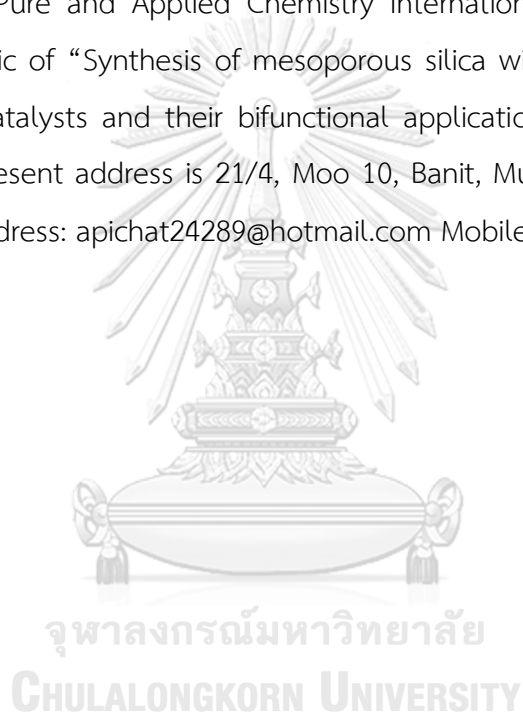 Pure and Applied Chemistry Internation
ic of “Synthesis of mesoporous silica wi
atalysts and their bifunctional applicatio
esent address is 21/4, Moo 10, Banit, Mu
dress: apichat24289@hotmail.com Mobile
จุฬาลงกรณ์มหาวิทยาลัย
CHULALONGKORN UNIVERSITY